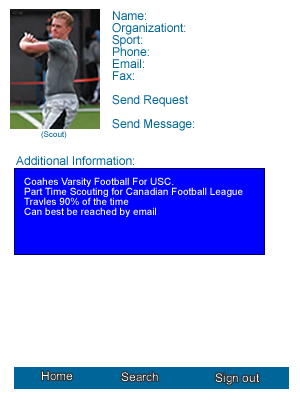 Name:
Organizationt:
Sport:
Phone:
Email:
Fax:
Send Request
Send Message:
(Scout)
Additional Information:
Coahes Varsity Football For USC.
Part Time Scouting for Canadian Football League
Travles 90% of the time
Can best be reached by email
Home Search Sign out